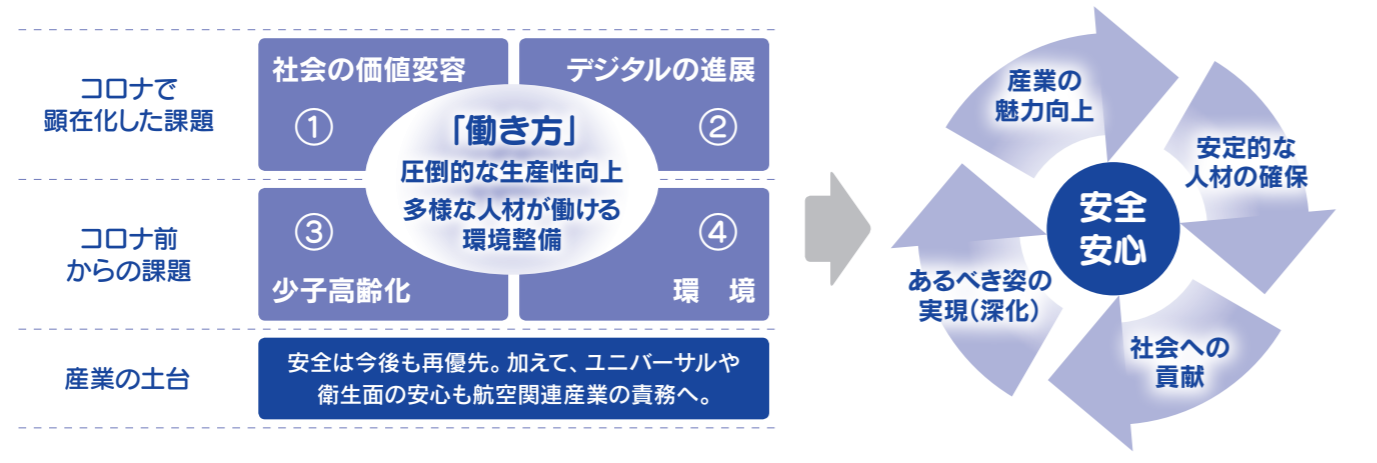 コロナで
顕在化した課題
社会の価値変容
①
デジタルの進展
②
「働き方」
圧倒的な生産性向上
多様な人材が働ける
環境整備
コロナ前
からの課題
③
少子高齢化
④
環　境
産業の土台
安全は今後も再優先。加えて、ユニバーサルや
衛生面の安心も航空関連産業の責務へ。
産業の
魅力向上
安定的な
人材の確保
社会への
貢献
あるべき姿の
実現(深化)
安全
安心